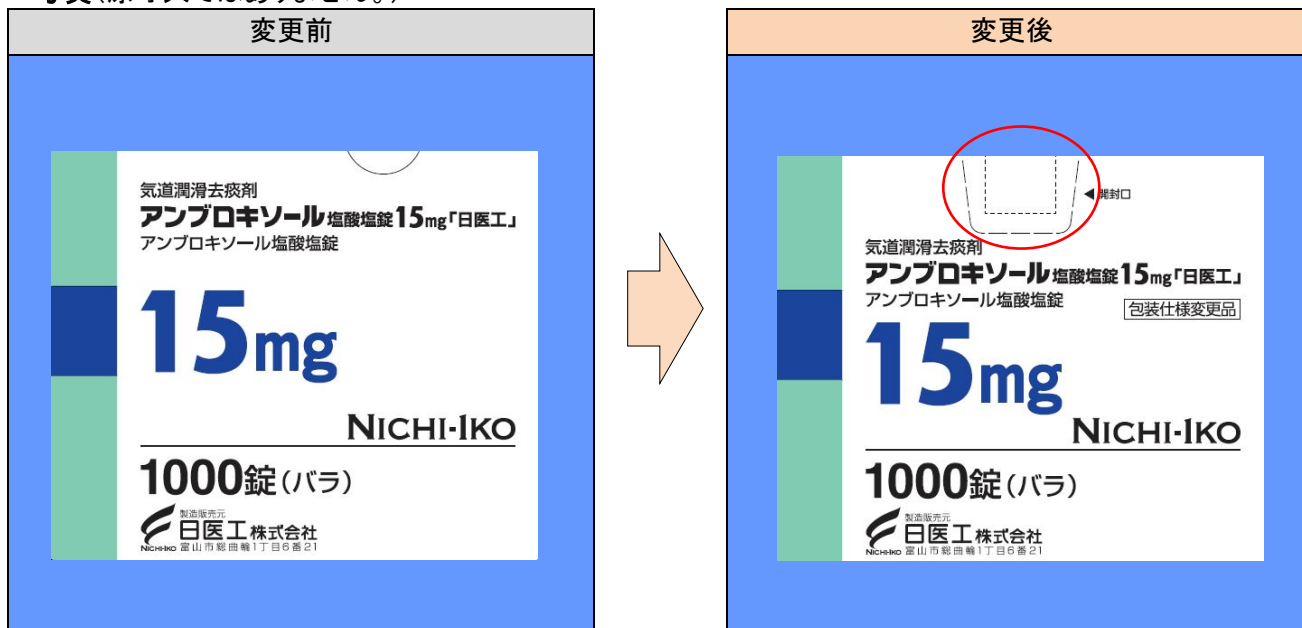 変更前
気道潤滑去痰剤
アンブロキソール塩酸塩錠15mg「日医工」
アンブロキソール塩酸塩錠
15mg
NICHI-IKO
1000錠(バラ)
製造販売元
日医工株式会社
NICHI-IKO 富山市総曲輪1丁目6番21
変更後
◀開封口
気道潤滑去痰剤
アンブロキソール塩酸塩錠15mg「日医工」
アンブロキソール塩酸塩錠
包装仕様変更品
15mg
NICHI-IKO
1000錠(バラ)
製造販売元
日医工株式会社
NICHI-IKO 富山市総曲輪1丁目6番21